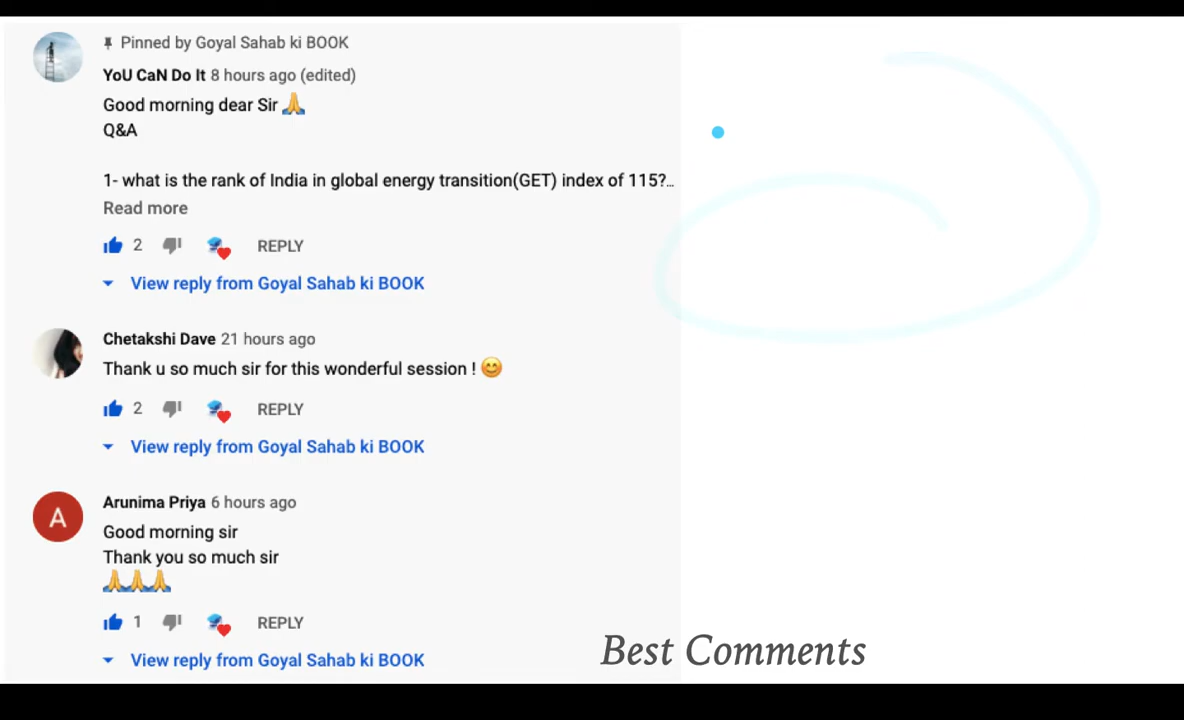 Pinned by Goyal Sahab ki BOOK
YoU CaN Do It 8 hours ago (edited)
Good morning dear Sir 🙏
Q&A
1- what is the rank of India in global energy transition(GET) index of 115?...
Read more
2 REPLY
View reply from Goyal Sahab ki BOOK
Chetakshi Dave 21 hours ago
Thank u so much sir for this wonderful session ! 😊
2 REPLY
View reply from Goyal Sahab ki BOOK
A
Arunima Priya 6 hours ago
Good morning sir
Thank you so much sir
🙏🙏🙏
1 REPLY
View reply from Goyal Sahab ki BOOK
Best Comments